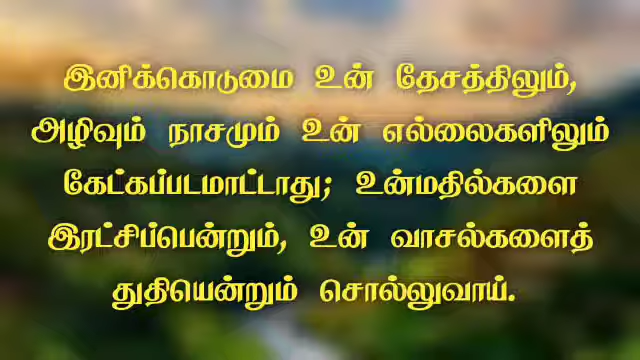 இனிக்கொடுமை உன் தேசத்திலும்,
அழிவும் நாசமும் உன் எல்லைகளிலும்
கேட்கப்படமாட்டாது; உன்மதில்களை
இரட்சிப்பென்றும், உன் வாசல்களைத்
துதியென்றும் சொல்லுவாய்.